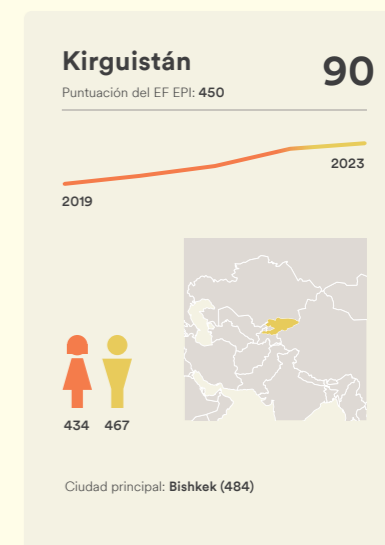 Kirguistán
90
Puntuación del EF EPI: 450
2023
2019
434 467
Ciudad principal: Bishkek (484)